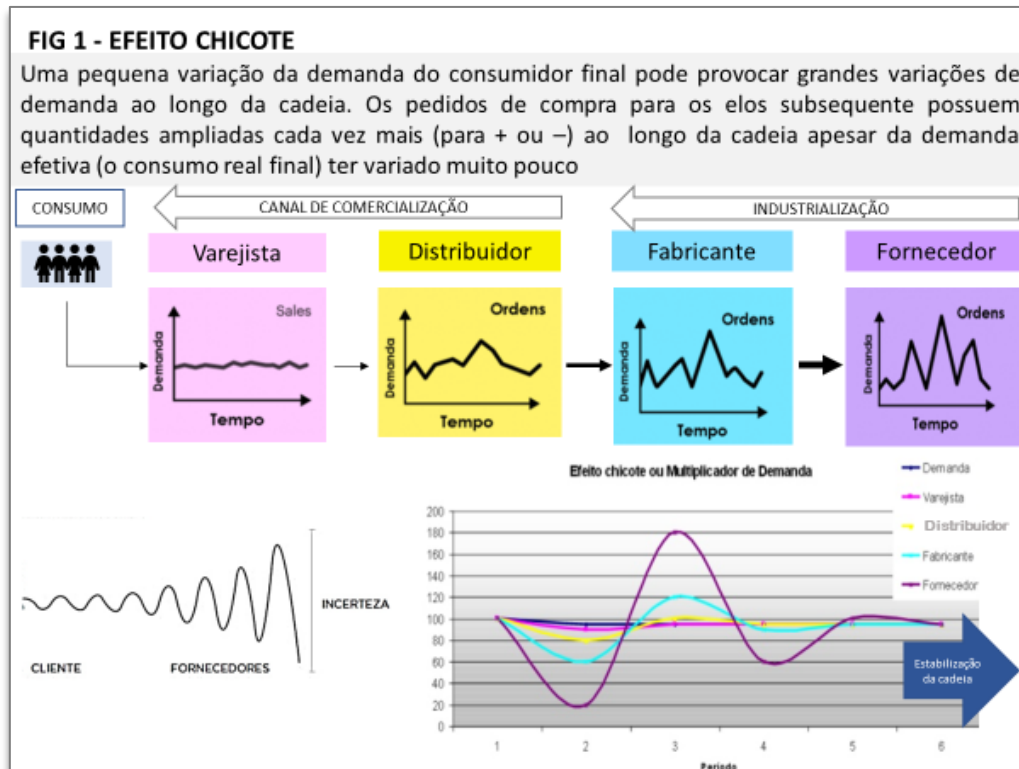 FIG 1 - EFEITO CHICOTE
Uma pequena variação da demanda do consumidor final pode provocar grandes variações de
demanda ao longo da cadeia. Os pedidos de compra para os elos subsequente possuem
quantidades ampliadas cada vez mais (para + ou –) ao longo da cadeia apesar da demanda
efetiva (o consumo real final) ter variado muito pouco
CONSUMO
CANAL DE COMERCIALIZAÇÃO
INDUSTRIALIZAÇÃO
Varejista
Distribuidor
Fabricante
Fornecedor
Sales
Demanda
Tempo
Ordens
Demanda
Tempo
Ordens
Demanda
Tempo
Ordens
Demanda
Tempo
INCERTEZA
CLIENTE
FORNECEDORES
Efeito chicote ou Multiplicador de Demanda
Demanda
Varejista
Distribuidor
Fabricante
Fornecedor
200
180
160
140
120
100
80
60
40
20
0
1 2 3 4 5 6
Período
Estabilização
da cadeia